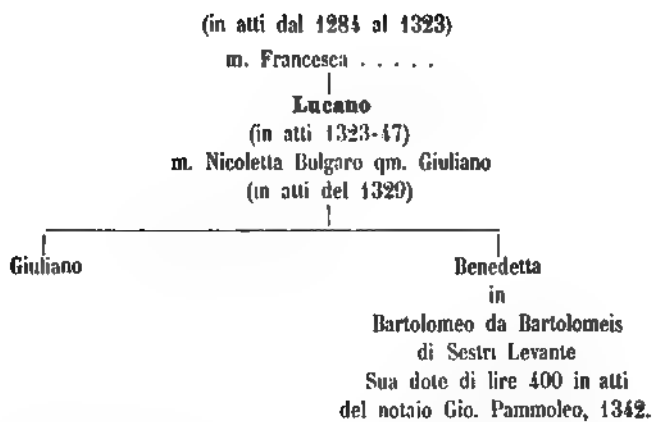 (in atti dal 1284 al 1323)
m. Francesca . . . . .
Lucano
(in atti 1323-47)
m. Nicoletta Bulgaro qm. Giuliano
(in atti del 1329)
Giuliano
Benedetta
in
Bartolomeo da Bartolomeis
di Sestri Levante
Sua dote di lire 400 in atti
del notaio Gio. Pammoleo, 1342.